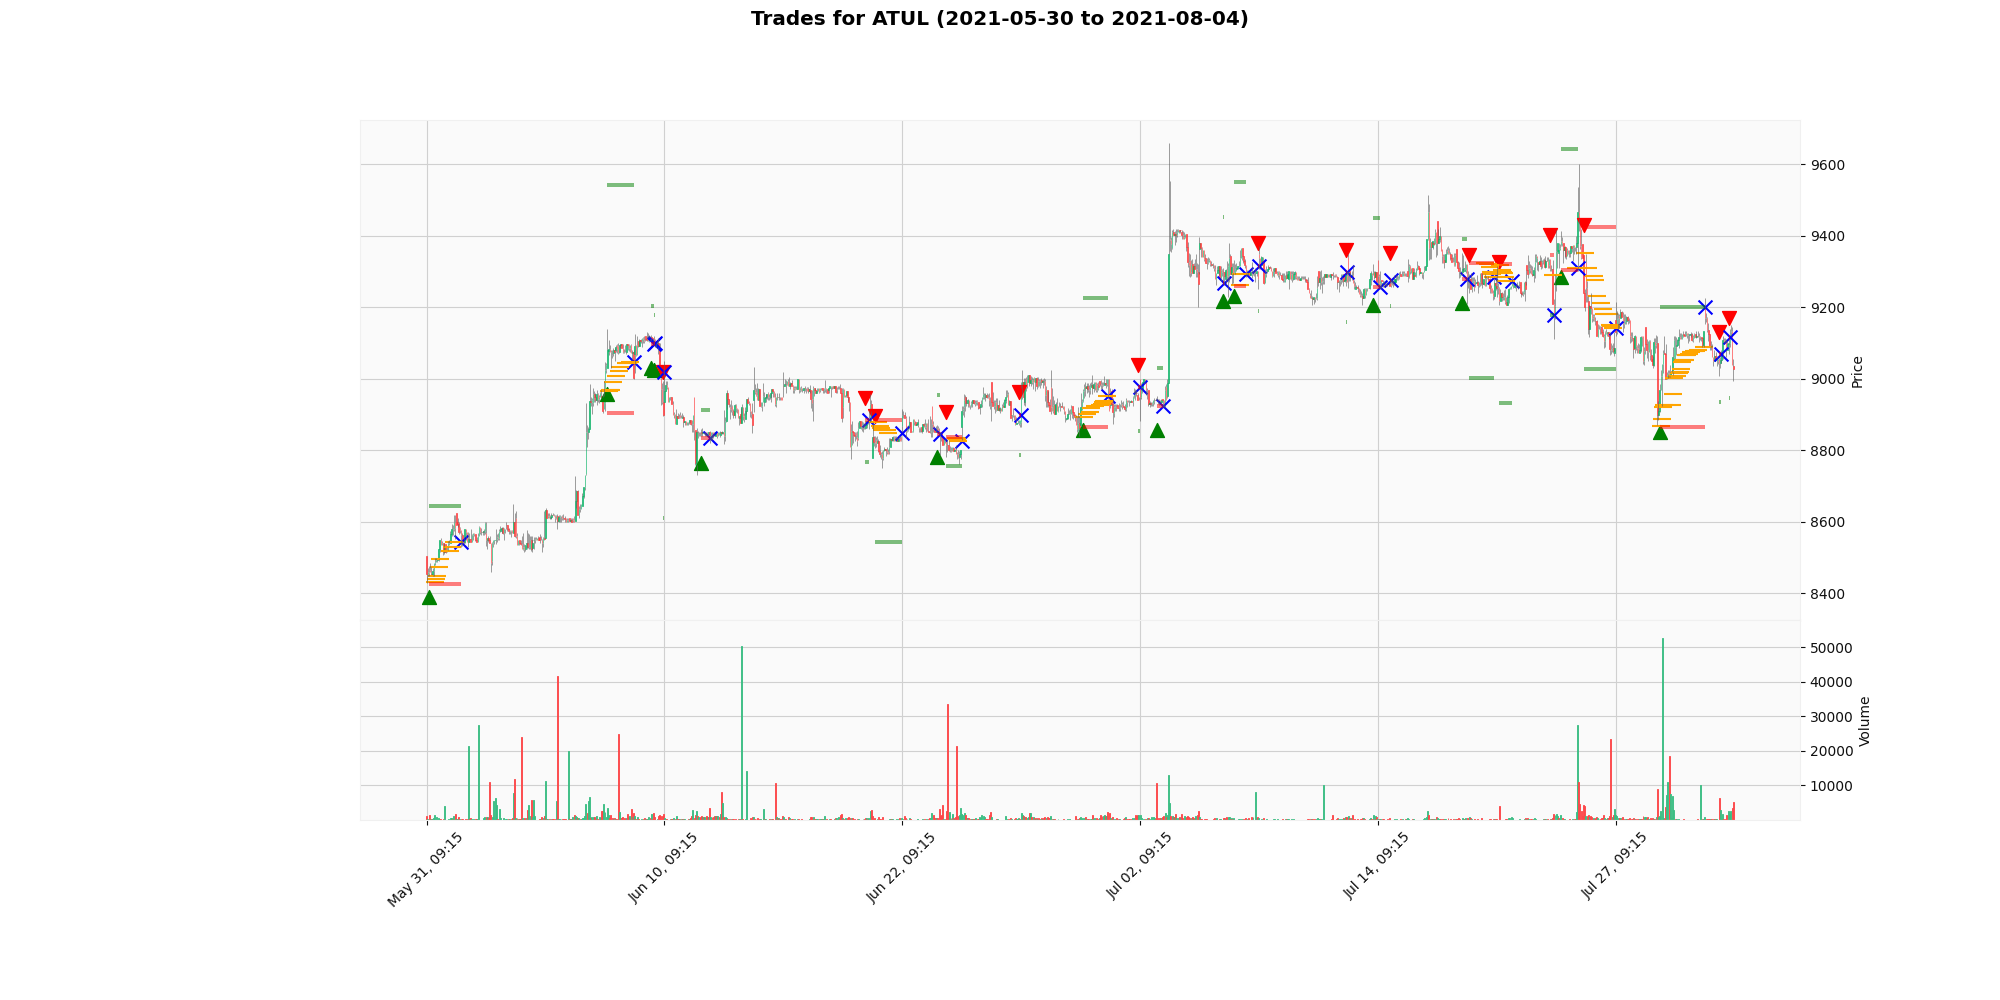 Trades for ATUL (2021-05-30 to 2021-08-04)
9600
9400
9200
9000
8800
8600
8400
Price
50000
40000
30000
20000
10000
Volume
May 31, 09:15
Jun 10, 09:15
Jun 22, 09:15
Jul 02, 09:15
Jul 14, 09:15
Jul 27, 09:15